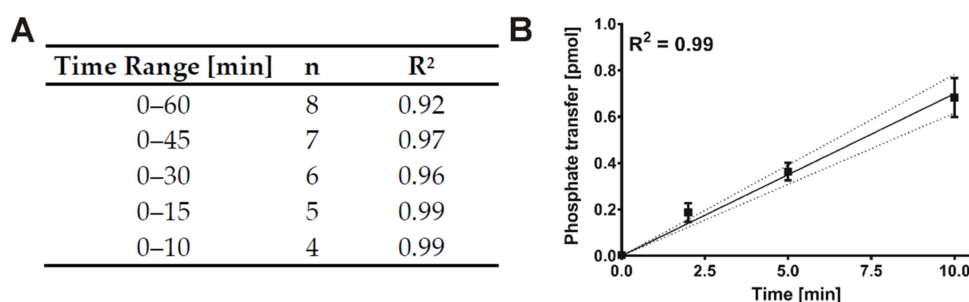 A
Time Range [min] n R²
0–60 8 0.92
0–45 7 0.97
0–30 6 0.96
0–15 5 0.99
0–10 4 0.99
B
R² = 0.99
Phosphate transfer [pmol]
1.0
0.8
0.6
0.4
0.2
0.0
0.0 2.5 5.0 7.5 10.0
Time [min]